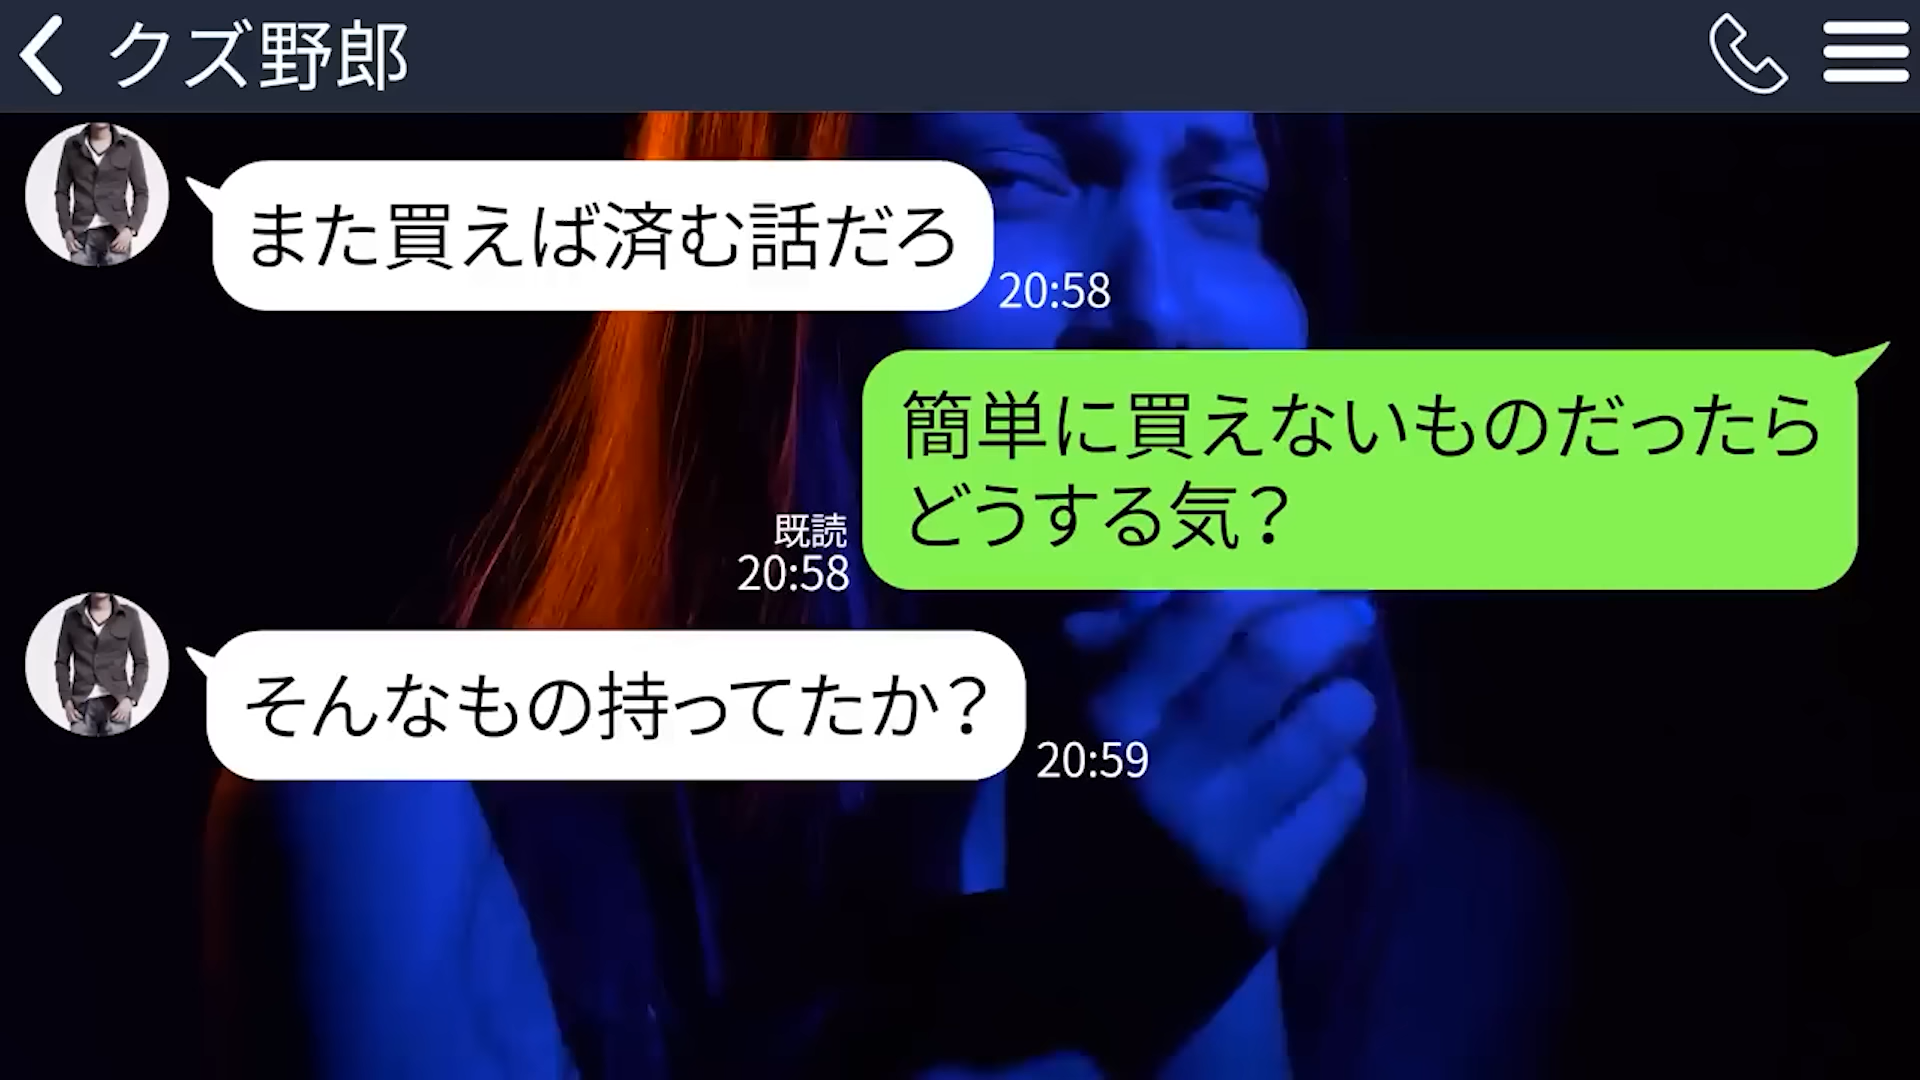 クズ野郎
また買えば済む話だろ
20:58
簡単に買えないものだったら
どうする気？
既読
20:58
そんなもの持ってたか？
20:59